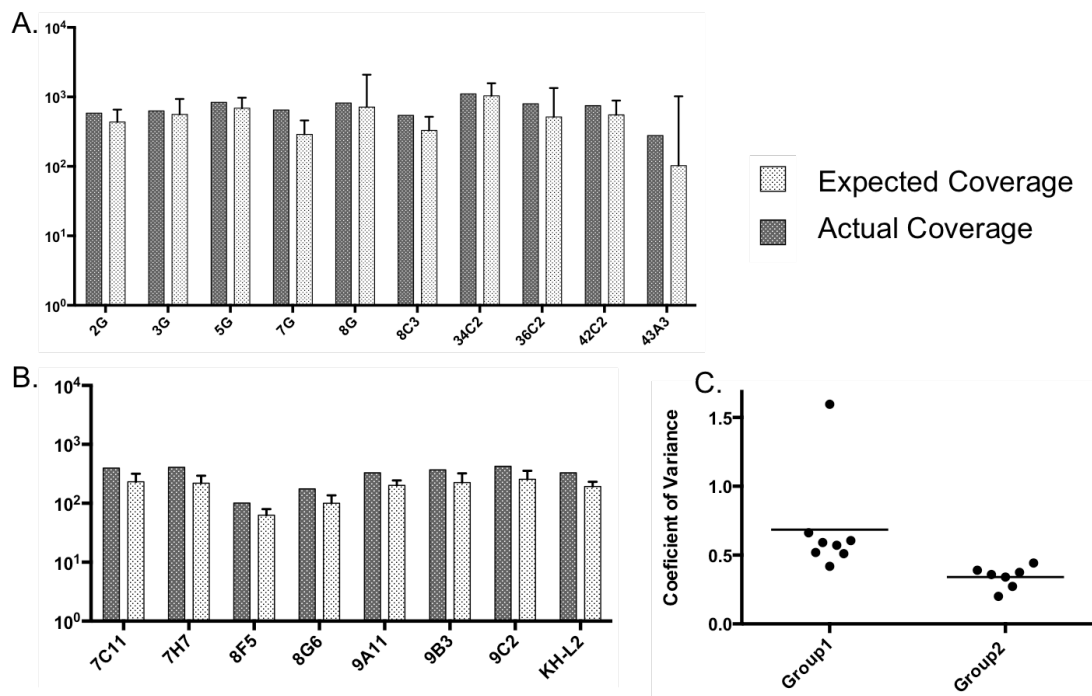 A.
10⁴
10³
10²
10¹
10⁰
2G 3G 5G 7G 8G 8C3 34C2 36C2 42C2 43A3
Expected Coverage
Actual Coverage
B.
10⁴
10³
10²
10¹
10⁰
7C11 7H7 8F5 8G6 9A11 9B3 9C2 KH-L2
C.
Coeficient of Variance
1.5
1.0
0.5
0.0
Group1 Group2